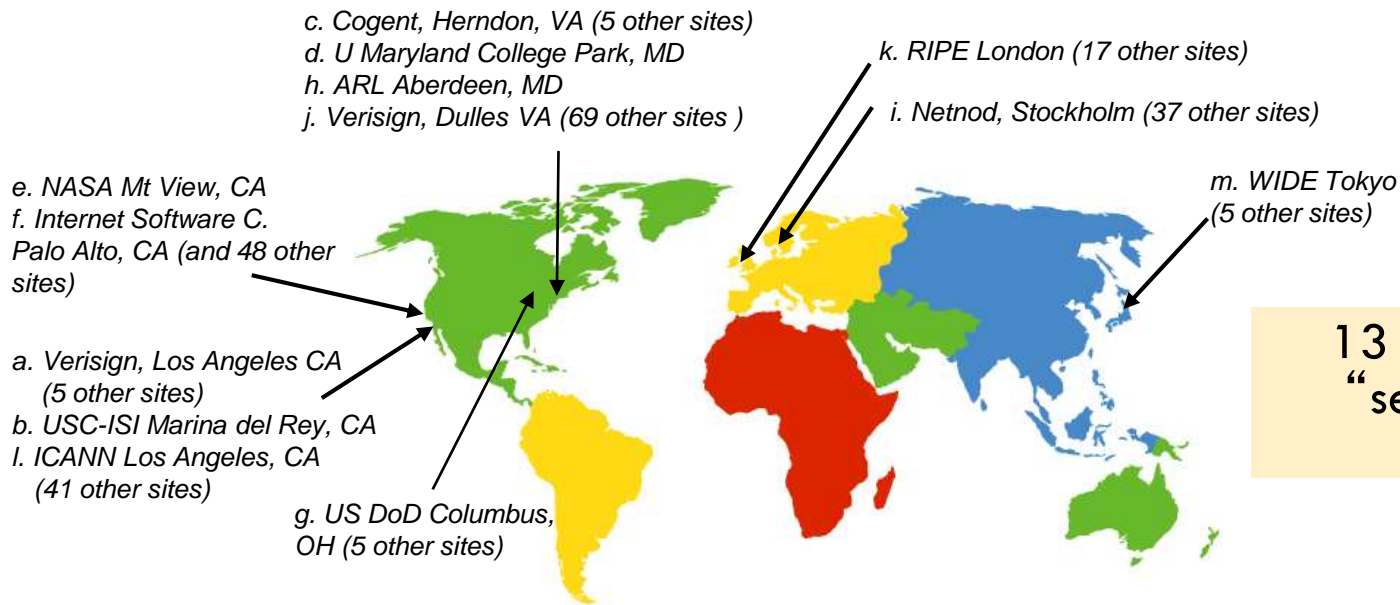 c. Cogent, Herndon, VA (5 other sites)
d. U Maryland College Park, MD
h. ARL Aberdeen, MD
j. Verisign, Dulles VA (69 other sites )
k. RIPE London (17 other sites)
i. Netnod, Stockholm (37 other sites)
m. WIDE Tokyo
(5 other sites)
e. NASA Mt View, CA
f. Internet Software C.
Palo Alto, CA (and 48 other
sites)
a. Verisign, Los Angeles CA
(5 other sites)
b. USC-ISI Marina del Rey, CA
l. ICANN Los Angeles, CA
(41 other sites)
g. US DoD Columbus,
OH (5 other sites)
13
“